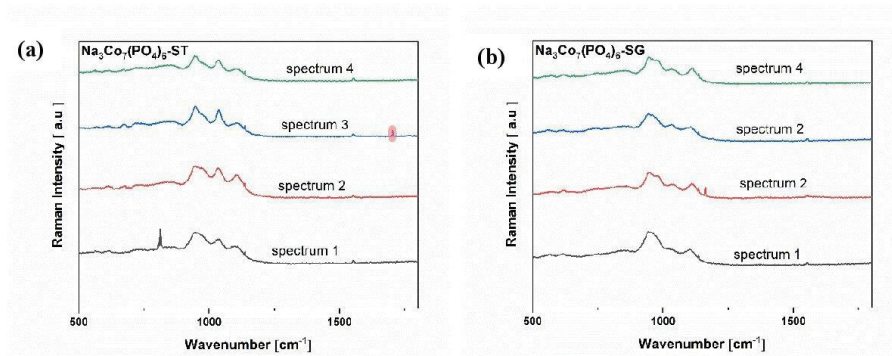 (a)
Na₃Co₇(PO₄)₆-ST
spectrum 4
spectrum 3
spectrum 2
spectrum 1
Raman Intensity [ a.u ]
500 1000 1500
Wavenumber [cm⁻¹]
(b)
Na₃Co₇(PO₄)₆-SG
spectrum 4
spectrum 2
spectrum 2
spectrum 1
Raman Intensity [ a.u ]
500 1000 1500
Wavenumber [cm⁻¹]